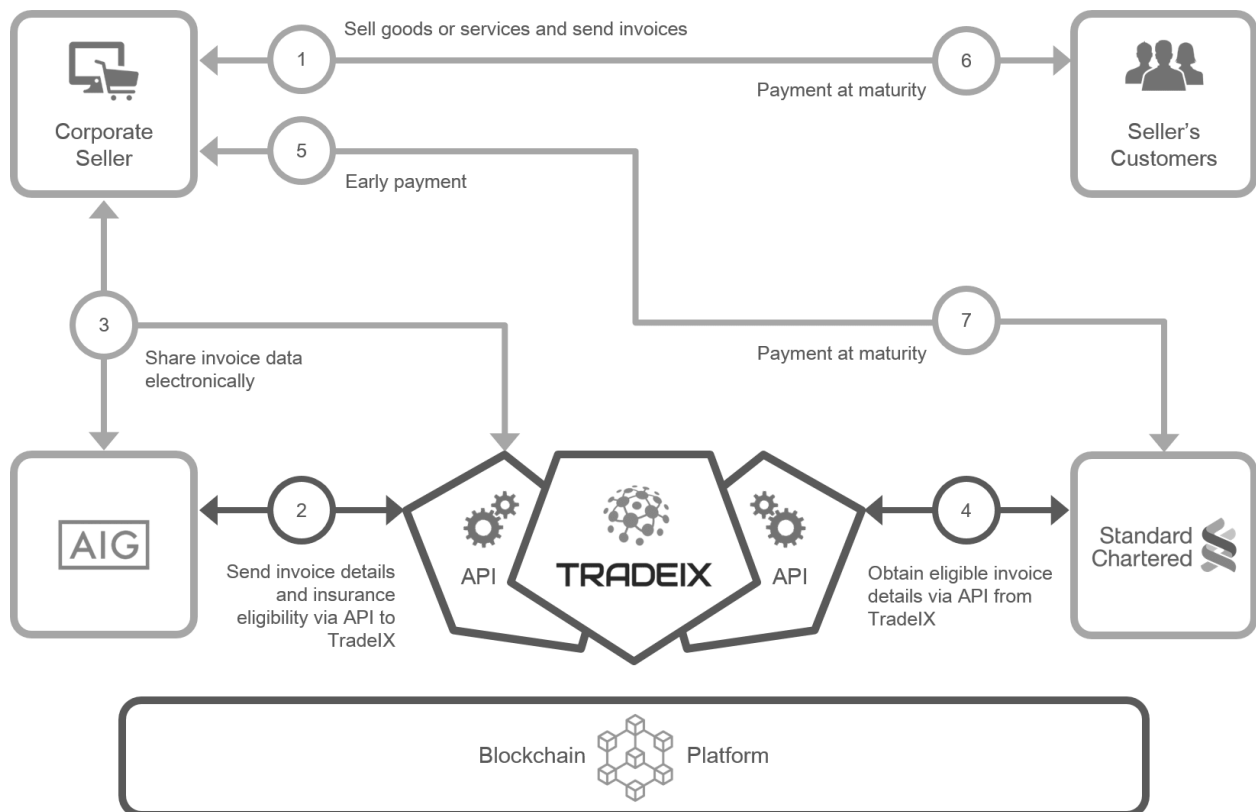 Sell goods or services and send invoices
1
6
Payment at maturity
Corporate
Seller
Seller's
Customers
5
Early payment
3
Share invoice data
electronically
7
Payment at maturity
AIG
2
Send invoice details
and insurance
eligibility via API to
TradeIX
API
TRADEIX
API
4
Obtain eligible invoice
details via API from
TradeIX
Standard
Chartered
Blockchain Platform